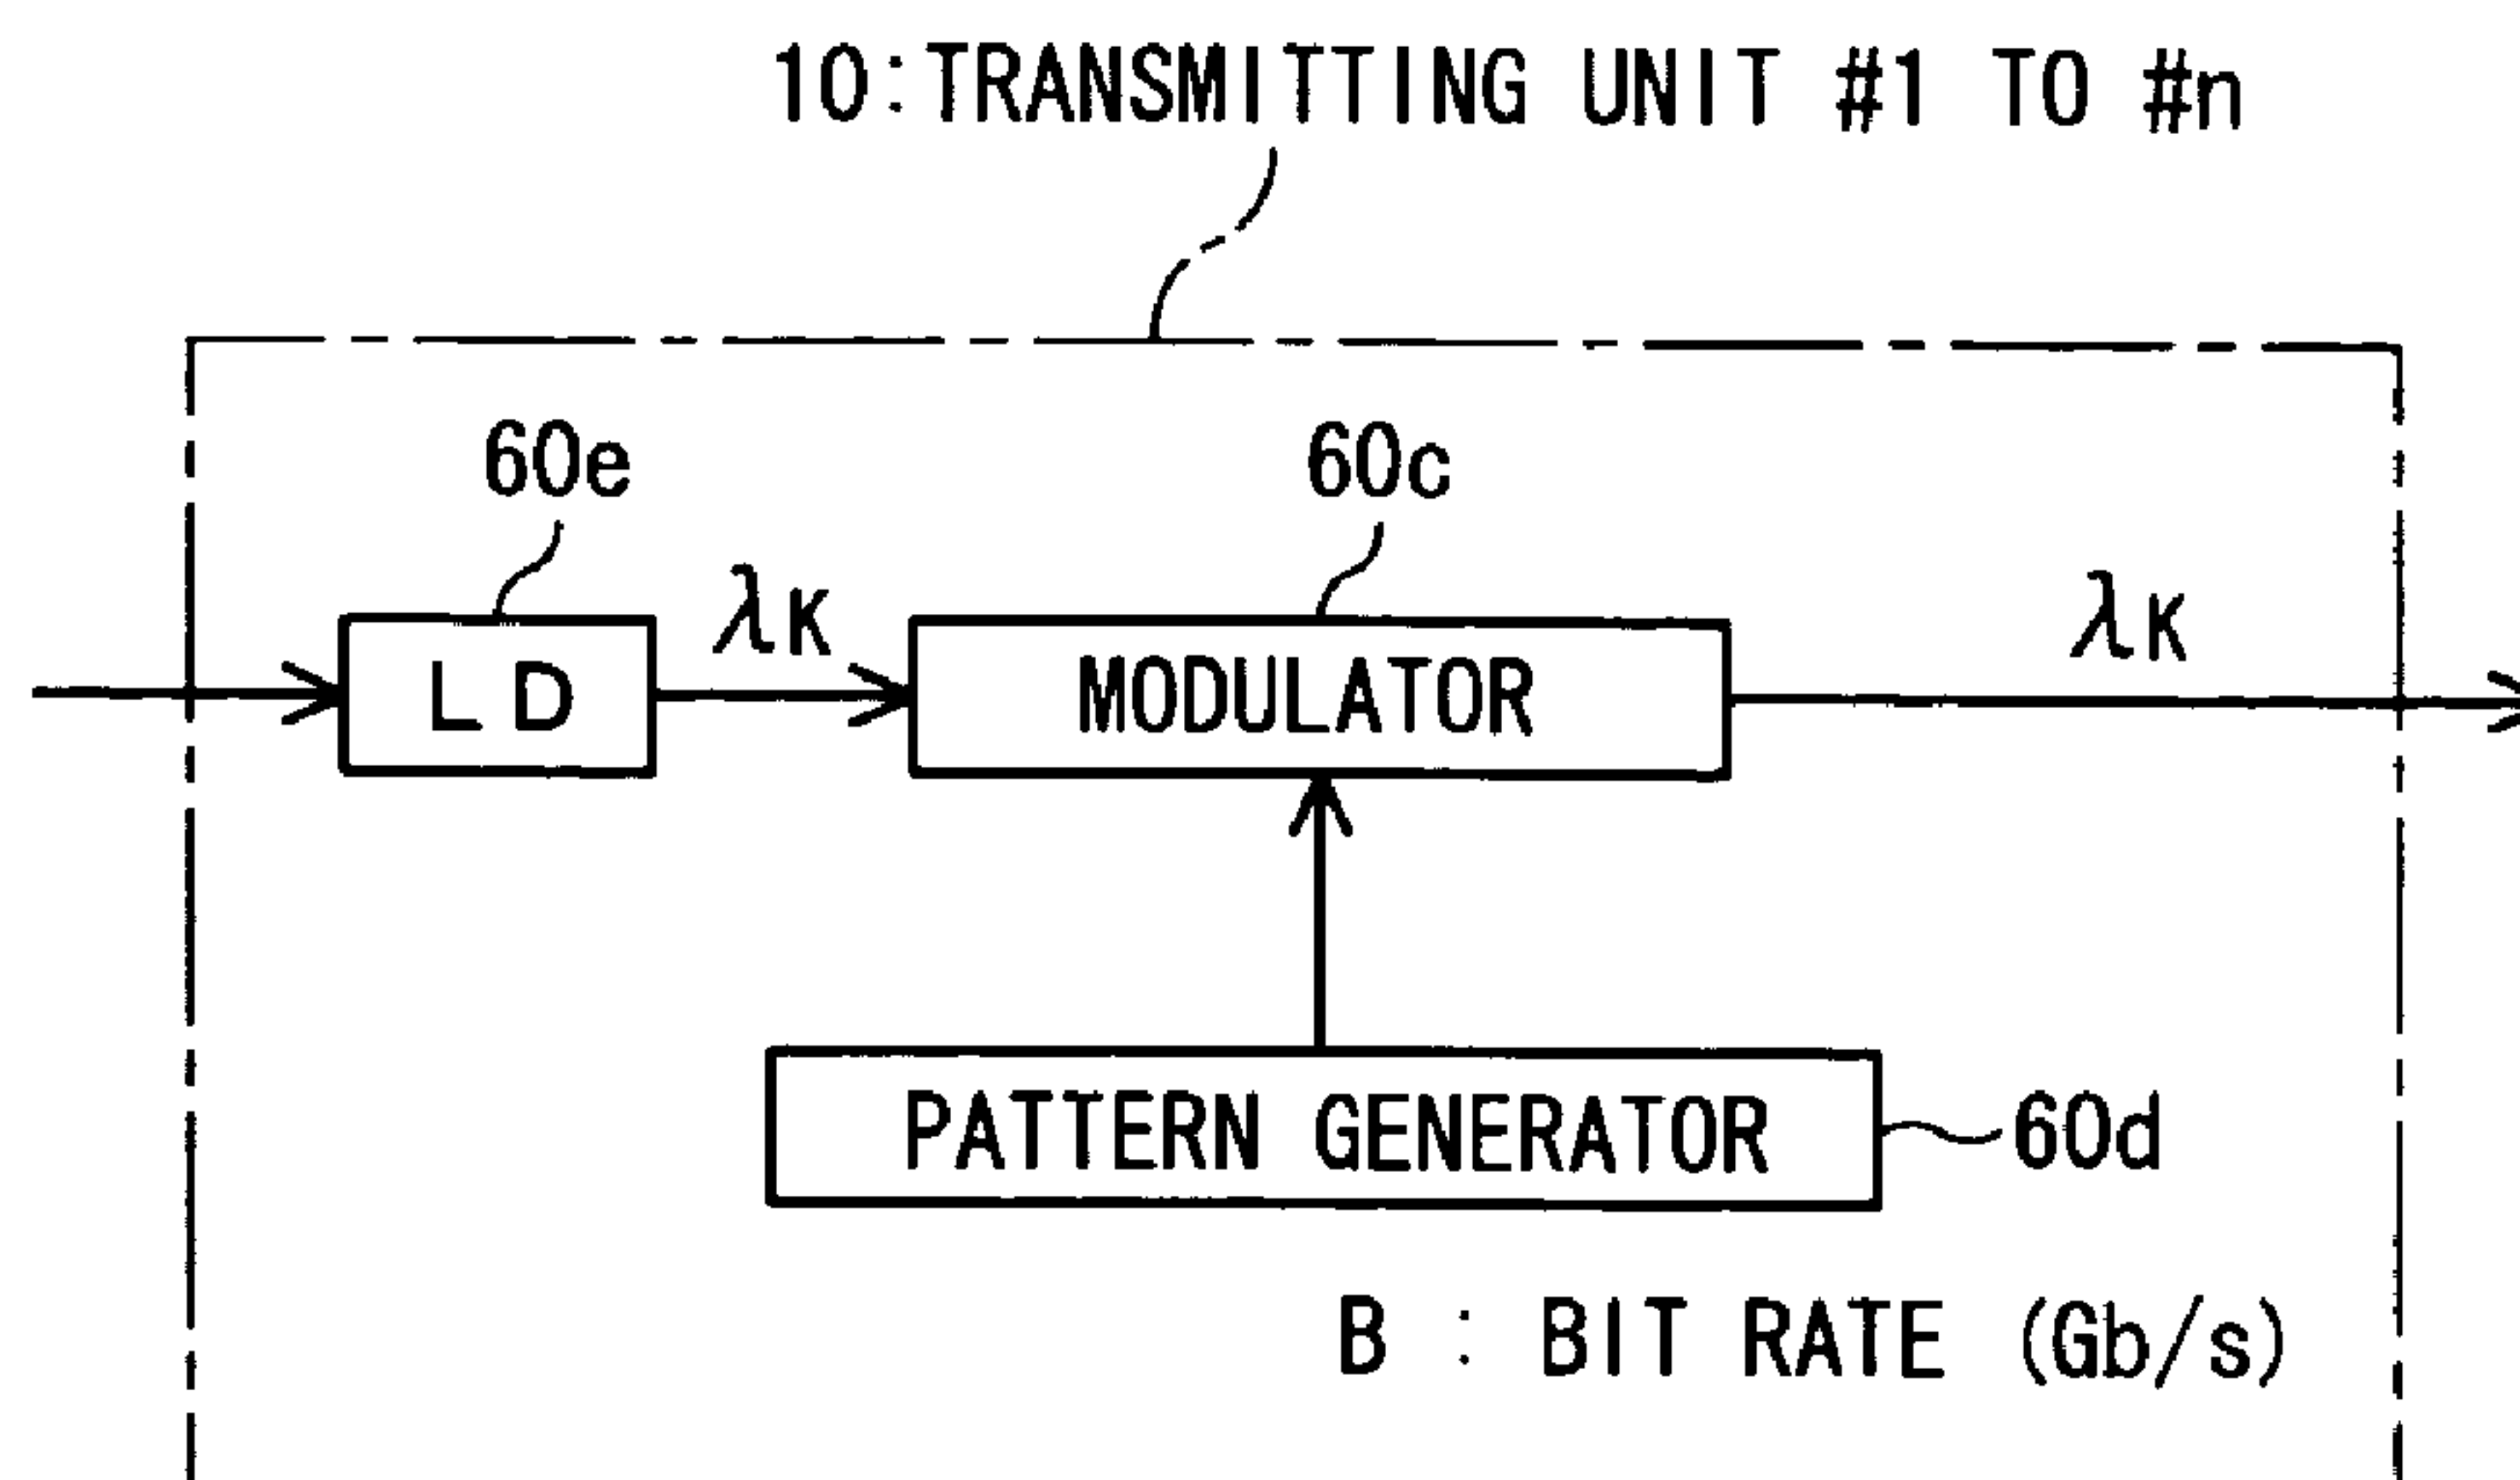 10:TRANSMITTING UNIT #1 TO #n
60e
60c
λK
λK
LD
MODULATOR
PATTERN GENERATOR
60d
B : BIT RATE (Gb/s)